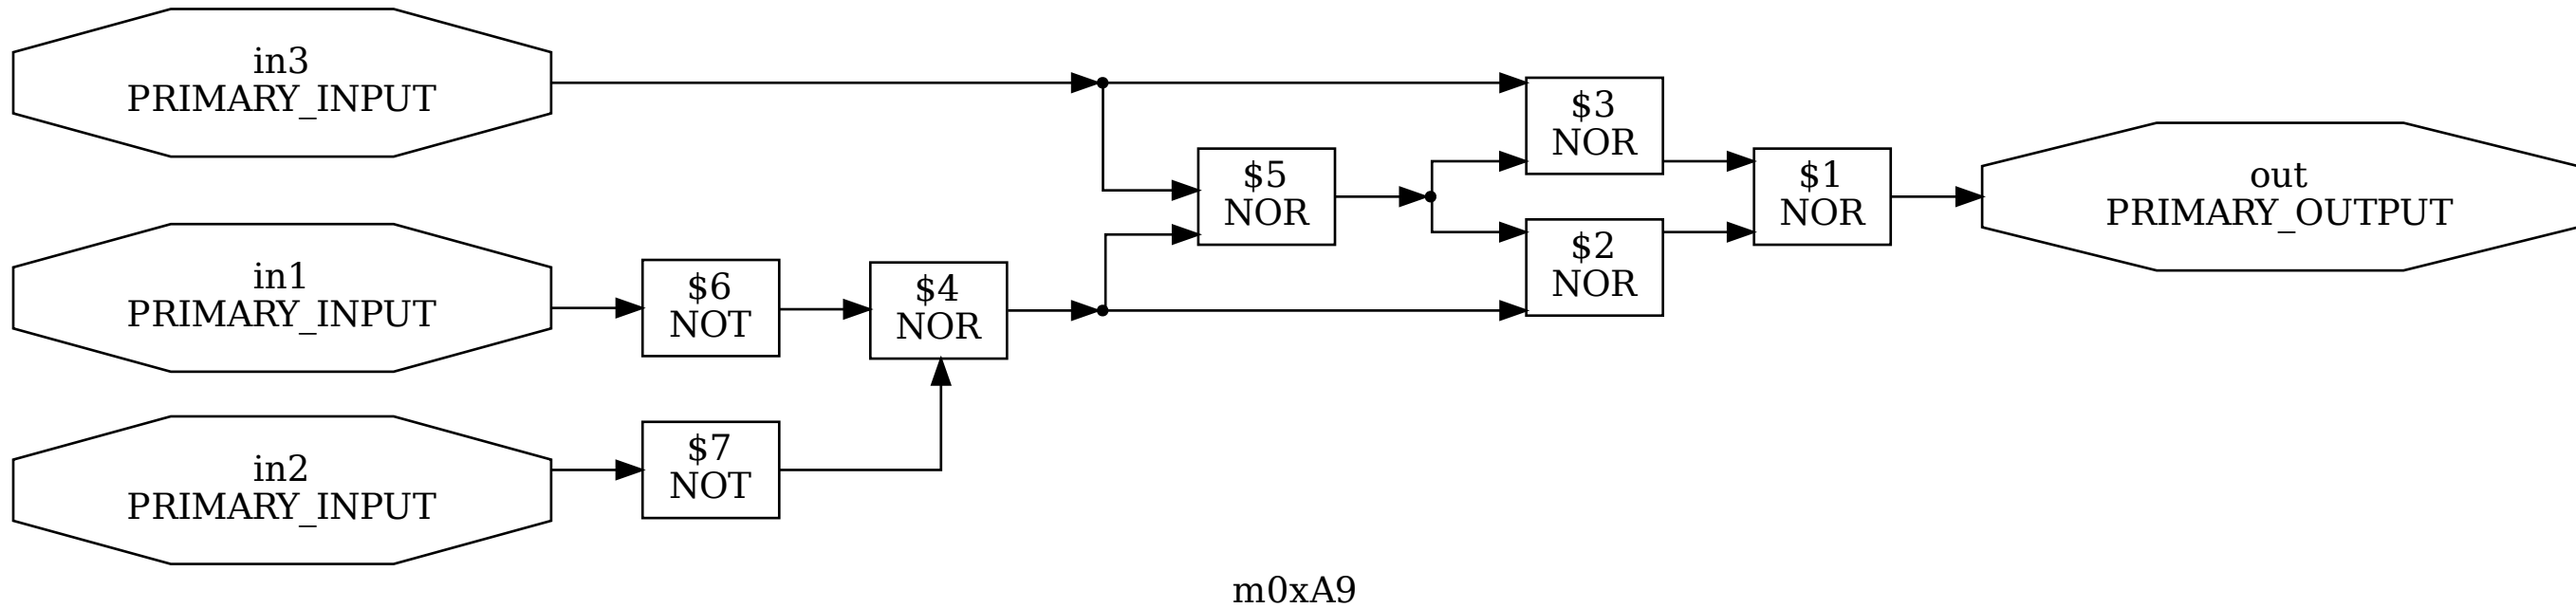 in3
PRIMARY_INPUT
$3
NOR
$5
NOR
$1
NOR
out
PRIMARY_OUTPUT
in1
PRIMARY_INPUT
$6
NOT
$4
NOR
$2
NOR
in2
PRIMARY_INPUT
$7
NOT
m0xA9